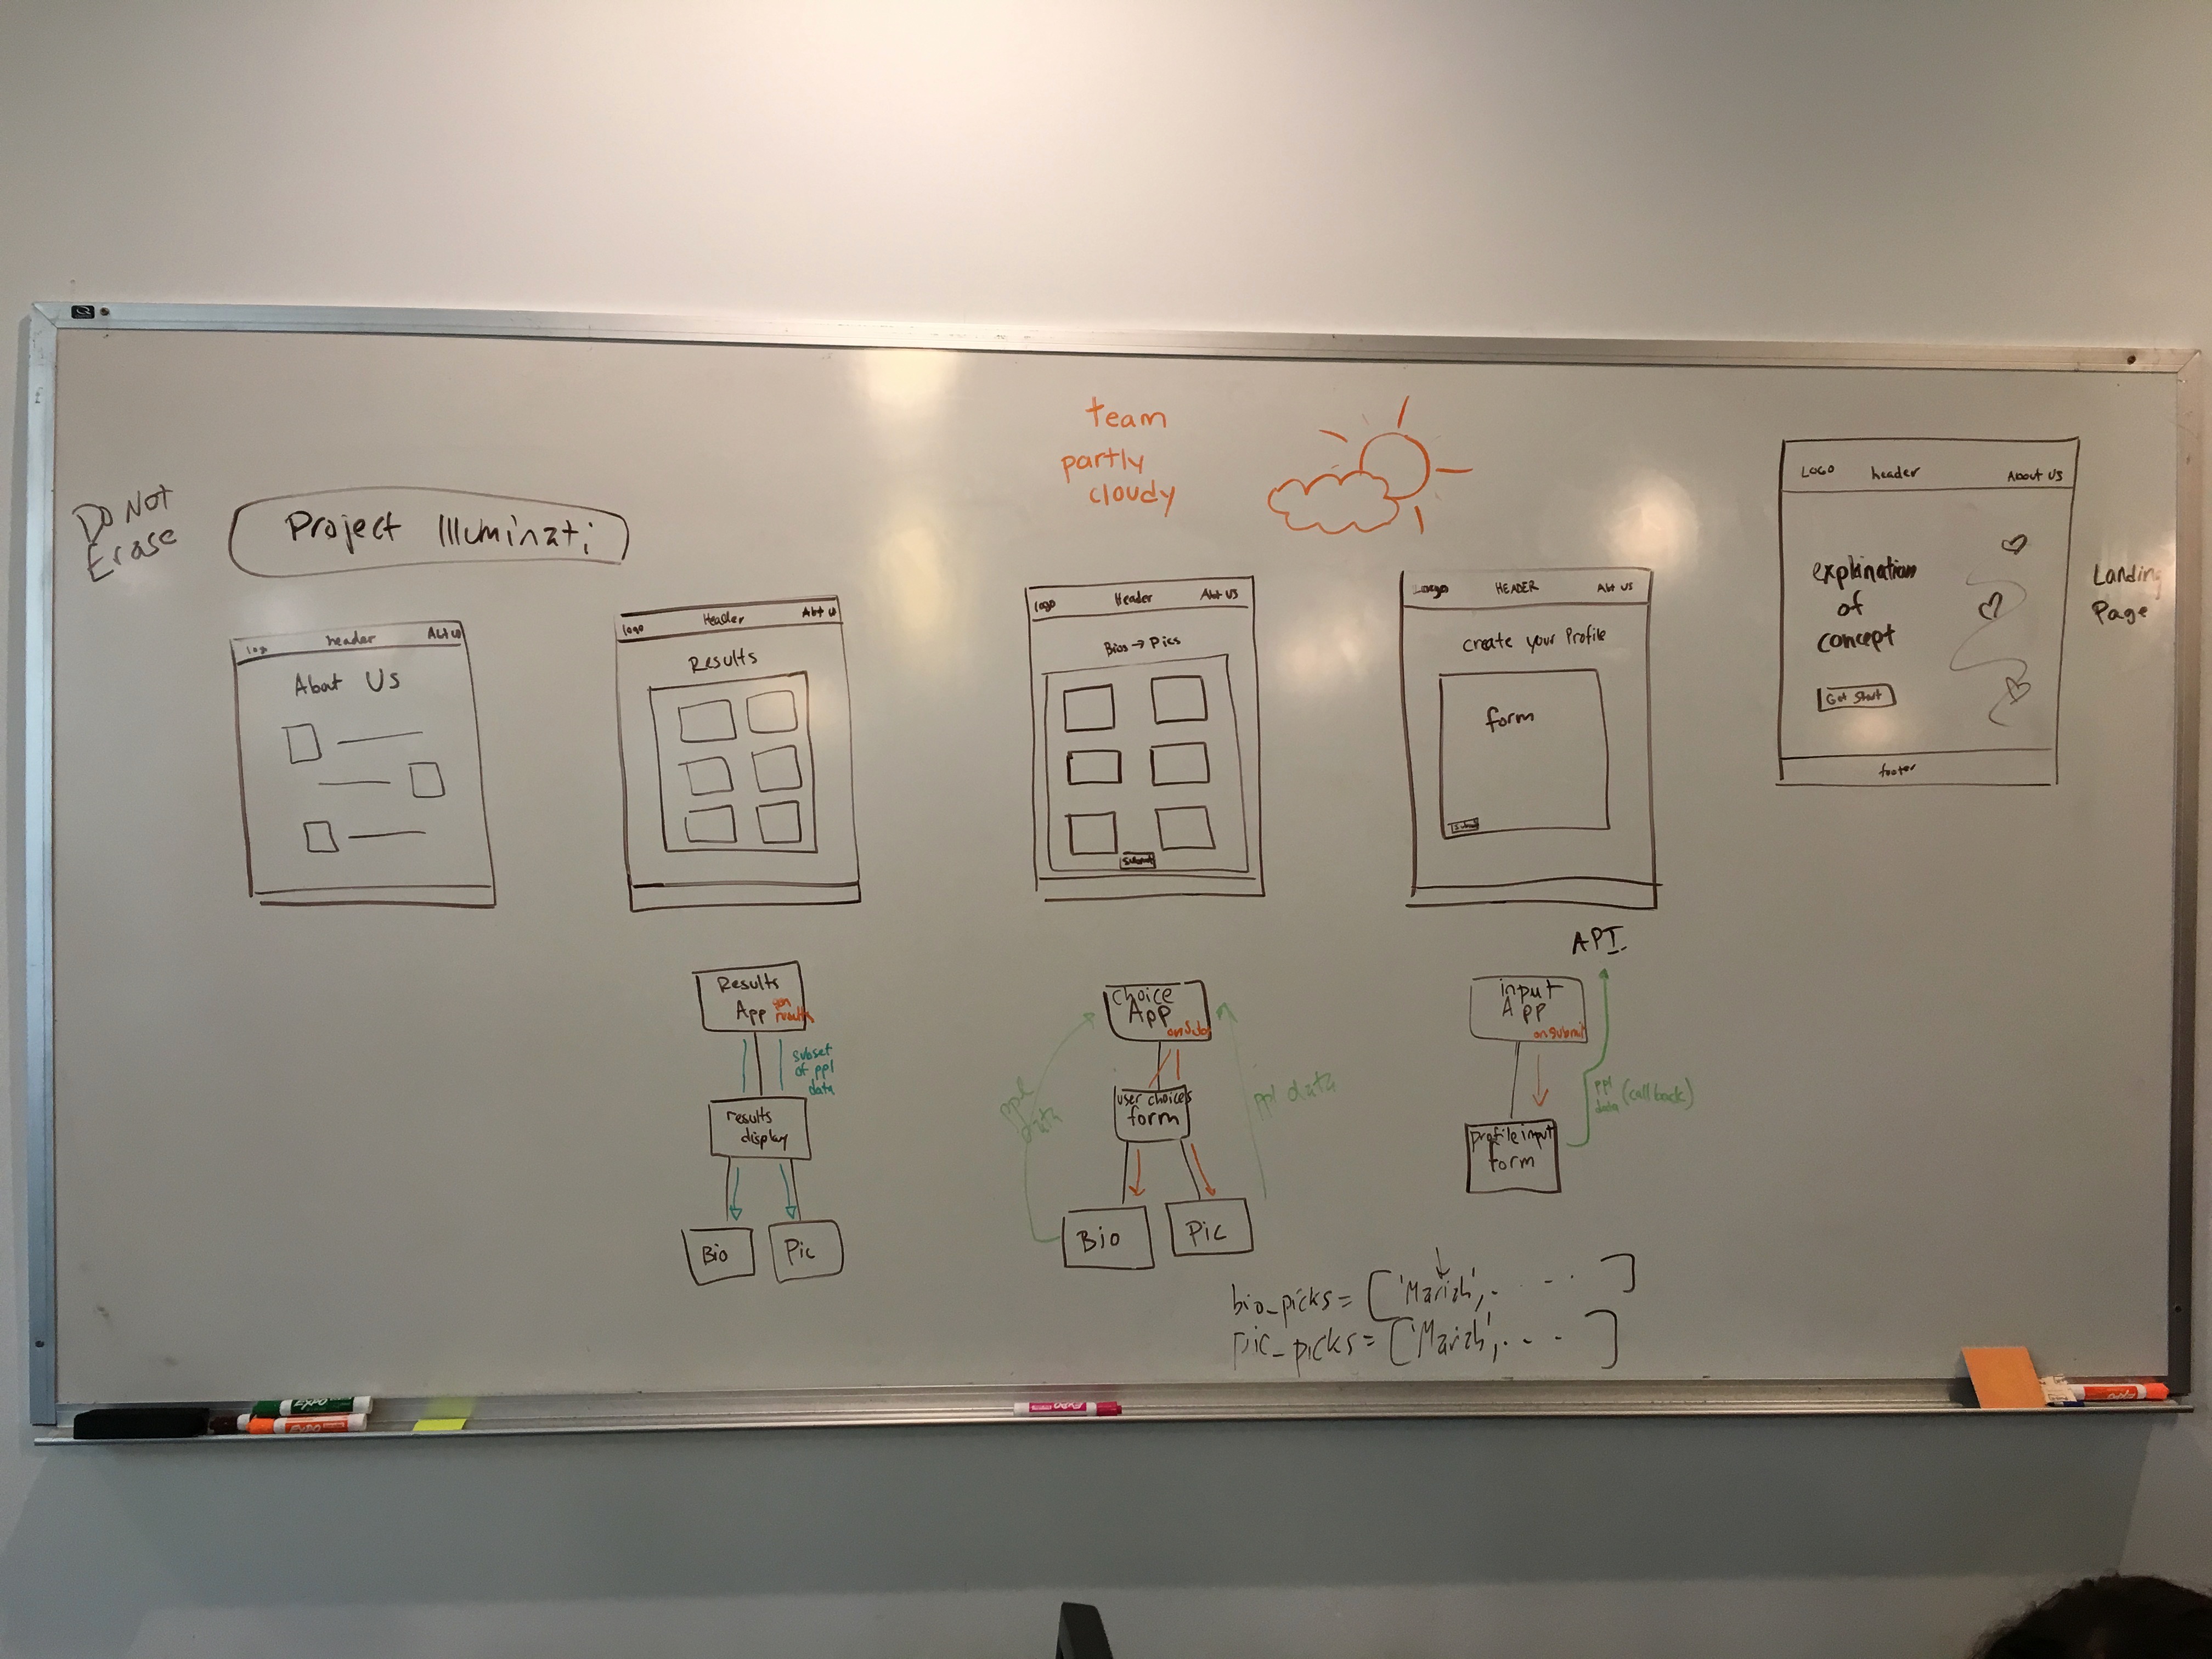 team
partly
cloudy
DO NOT
Erase
Project Illuminati
logo header Abt us
About Us
logo Header Abt us
Results
logo Header Abt US
Bios → Pics
Submit
Logo HEADER Abt US
create your Profile
form
Submit
LOGO header About US
explanation
of
concept
Get Start
footer
Landing
Page
Results
App
gen
results
subset
of ppl
data
results
display
Bio
Pic
choice
App
onSub
ppl
data
ppl data
user choices
form
Bio
Pic
API
input
App
onSubmit
ppl
data (callback)
profile input
form
bio_picks = ['Mariah', . . . . ]
pic_picks = ['Mariah', . . . ]
EXPO
EXPO
EXPO
EXPO